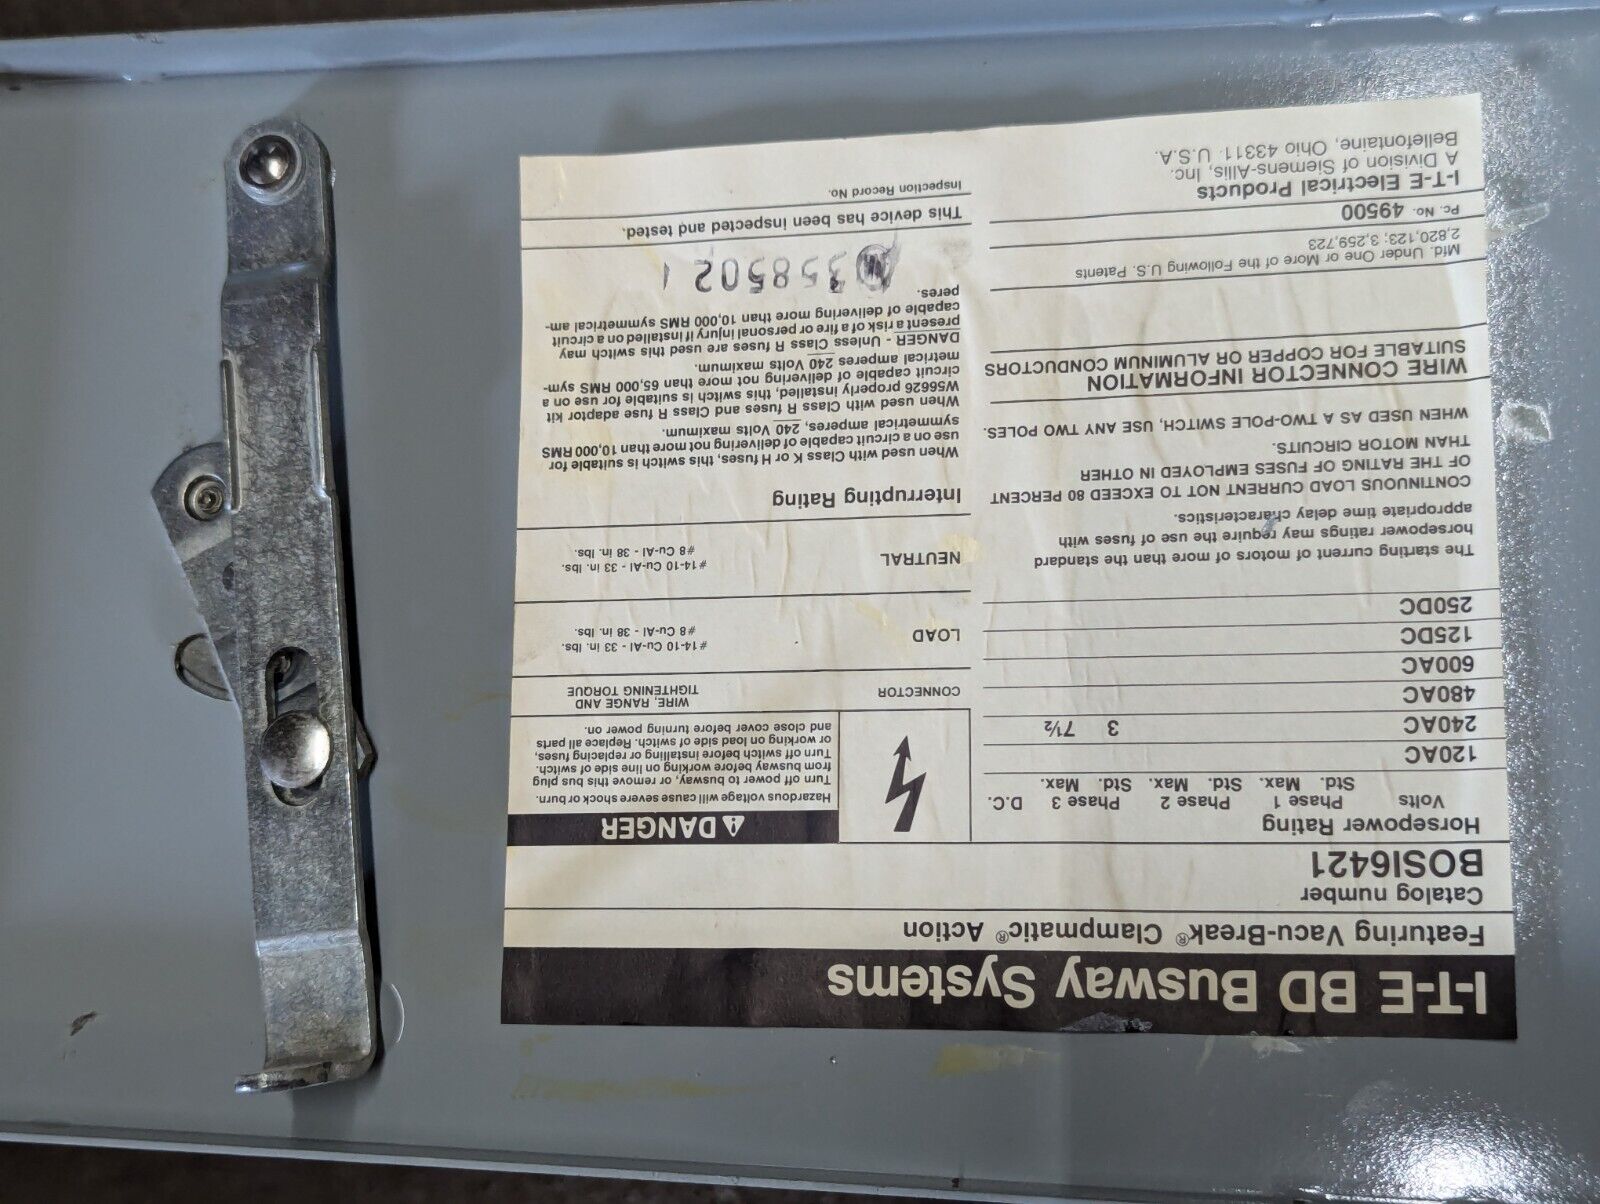 I-T-E BD Busway Systems
Featuring Vacu-Break® Clampmatic® Action
Catalog number
BOSI6421
Horsepower Rating
Volts Phase 1 Phase 2 Phase 3 D.C.
Std. Max. Std. Max. Std. Max.
120AC
240AC 3 7½
480AC
600AC
125DC
250DC
The starting current of motors of more than the standard
horsepower ratings may require the use of fuses with
appropriate time delay characteristics.
CONTINUOUS LOAD CURRENT NOT TO EXCEED 80 PERCENT
OF THE RATING OF FUSES EMPLOYED IN OTHER
THAN MOTOR CIRCUITS.
WHEN USED AS A TWO-POLE SWITCH, USE ANY TWO POLES.
WIRE CONNECTOR INFORMATION
SUITABLE FOR COPPER OR ALUMINUM CONDUCTORS
Mfd. Under One or More of the Following U.S. Patents
2,820,123; 3,259,723
Pc. No. 49500
I-T-E Electrical Products
A Division of Siemens-Allis, Inc.
Bellefontaine, Ohio 43311 U.S.A.
⚠ DANGER
Hazardous voltage will cause severe shock or burn.
Turn off power to busway, or remove this bus plug
from busway before working on line side of switch.
Turn off switch before installing or replacing fuses,
or working on load side of switch. Replace all parts
and close cover before turning power on.
CONNECTOR WIRE, RANGE AND
TIGHTENING TORQUE
LOAD #14-10 Cu-Al - 33 in. lbs.
#8 Cu-Al - 38 in. lbs.
NEUTRAL #14-10 Cu-Al - 33 in. lbs.
#8 Cu-Al - 38 in. lbs.
Interrupting Rating
When used with Class K or H fuses, this switch is suitable for
use on a circuit capable of delivering not more than 10,000 RMS
symmetrical amperes, 240 Volts maximum.
When used with Class R fuses and Class R fuse adaptor kit
W56626 properly installed, this switch is suitable for use on a
circuit capable of delivering not more than 65,000 RMS sym-
metrical amperes 240 Volts maximum.
DANGER - Unless Class R fuses are used this switch may
present a risk of a fire or personal injury if installed on a circuit
capable of delivering more than 10,000 RMS symmetrical am-
peres.
358502
This device has been inspected and tested.
Inspection Record No.